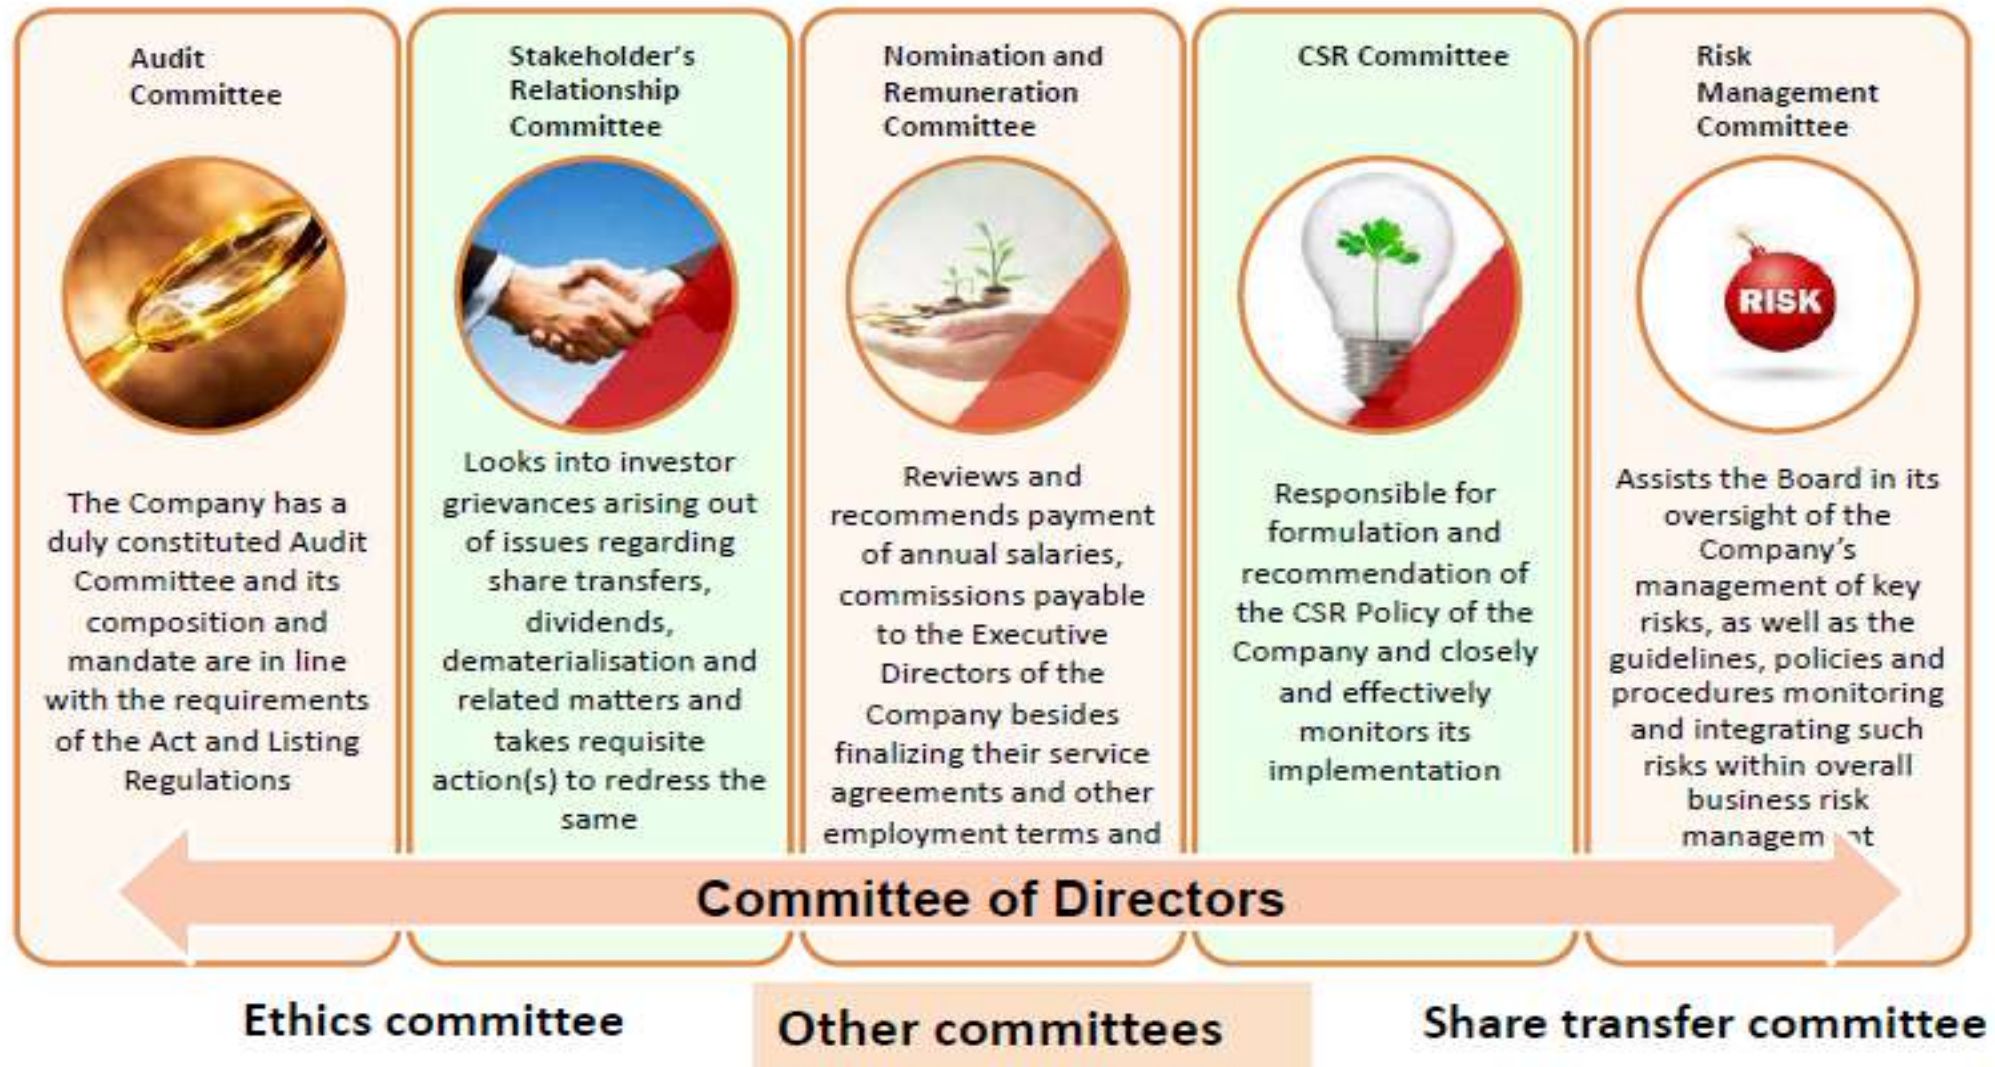 Audit
Committee
The Company has a
duly constituted Audit
Committee and its
composition and
mandate are in line
with the requirements
of the Act and Listing
Regulations
Stakeholder's
Relationship
Committee
Looks into investor
grievances arising out
of issues regarding
share transfers,
dividends,
dematerialisation and
related matters and
takes requisite
action(s) to redress the
same
Nomination and
Remuneration
Committee
Reviews and
recommends payment
of annual salaries,
commissions payable
to the Executive
Directors of the
Company besides
finalizing their service
agreements and other
employment terms and
CSR Committee
Responsible for
formulation and
recommendation of
the CSR Policy of the
Company and closely
and effectively
monitors its
implementation
Risk
Management
Committee
RISK
Assists the Board in its
oversight of the
Company's
management of key
risks, as well as the
guidelines, policies and
procedures monitoring
and integrating such
risks within overall
business risk
Committee of Directors
Ethics committee
Other committees
Share transfer committee